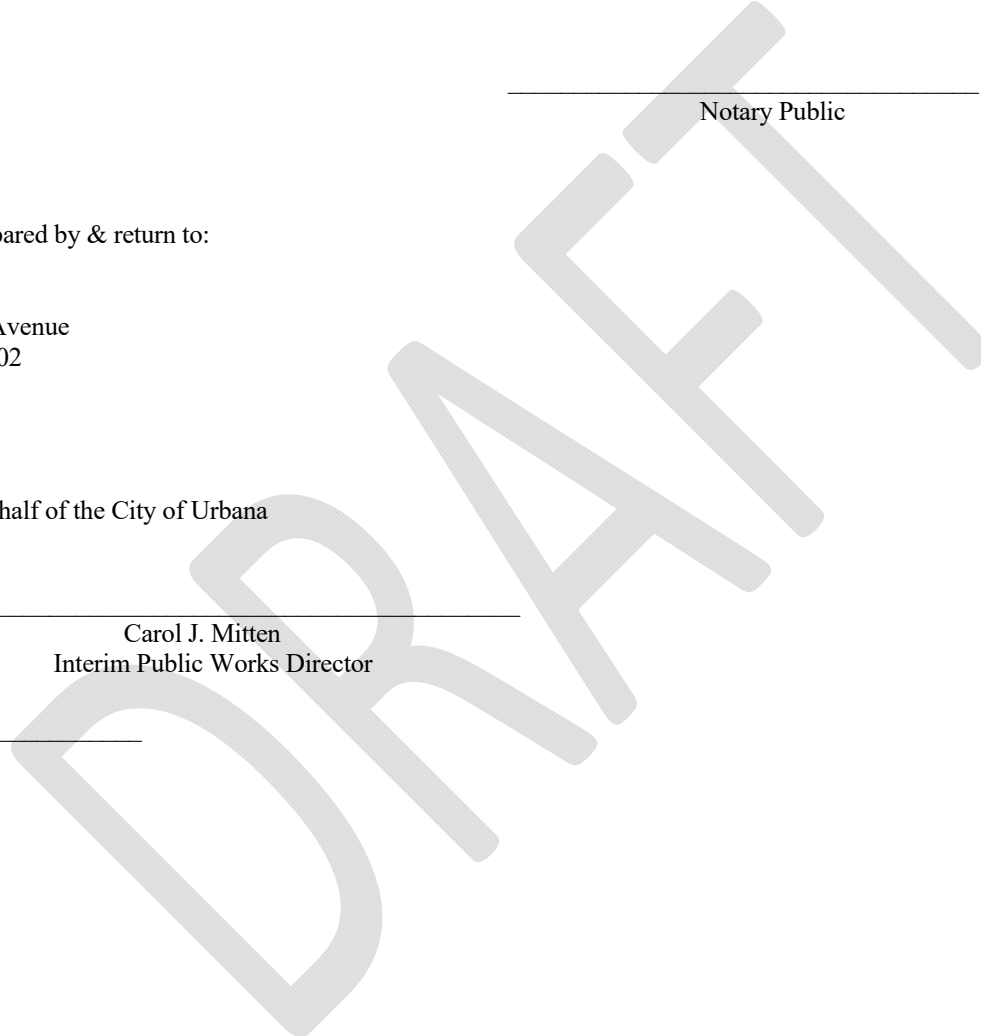 Notary Public
pared by & return to:
Avenue
02
half of the City of Urbana
Carol J. Mitten
Interim Public Works Director
DRAFT